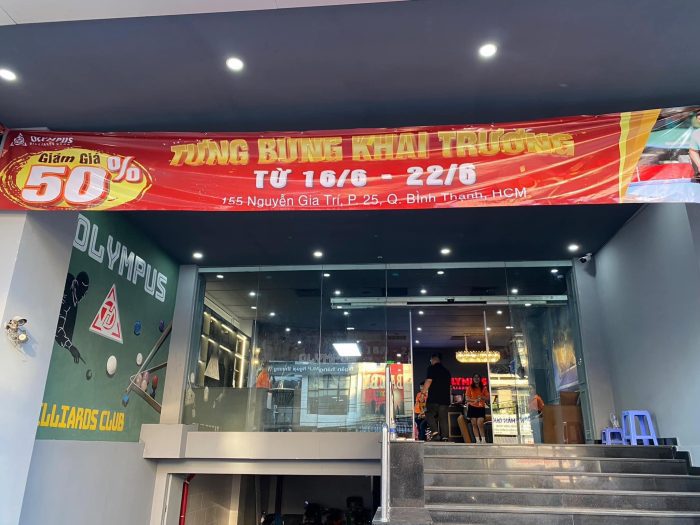 OLYMPUS
Giảm Giá
50%
TƯNG BỪNG KHAI TRƯƠNG
TỪ 16/6 - 22/6
155 Nguyễn Gia Trí, P. 25, Q. Bình Thạnh, HCM
OLYMPUS
BILLIARDS CLUB
OLYMPUS